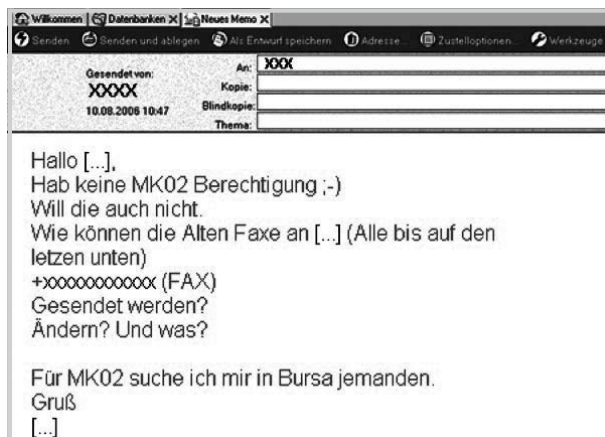 Willkommen Datenbanken X Neues Memo X
Senden Senden und ablegen Als Entwurf speichern Adresse... Zustelloptionen... Werkzeuge
Gesendet von:
XXXX
10.08.2006 10:47
An: XXX
Kopie:
Blindkopie:
Thema:
Hallo [...],
Hab keine MK02 Berechtigung ;-)
Will die auch nicht.
Wie können die Alten Faxe an [...] (Alle bis auf den
letzen unten)
+xxxxxxxxxxxx (FAX)
Gesendet werden?
Ändern? Und was?
Für MK02 suche ich mir in Bursa jemanden.
Gruß
[...]